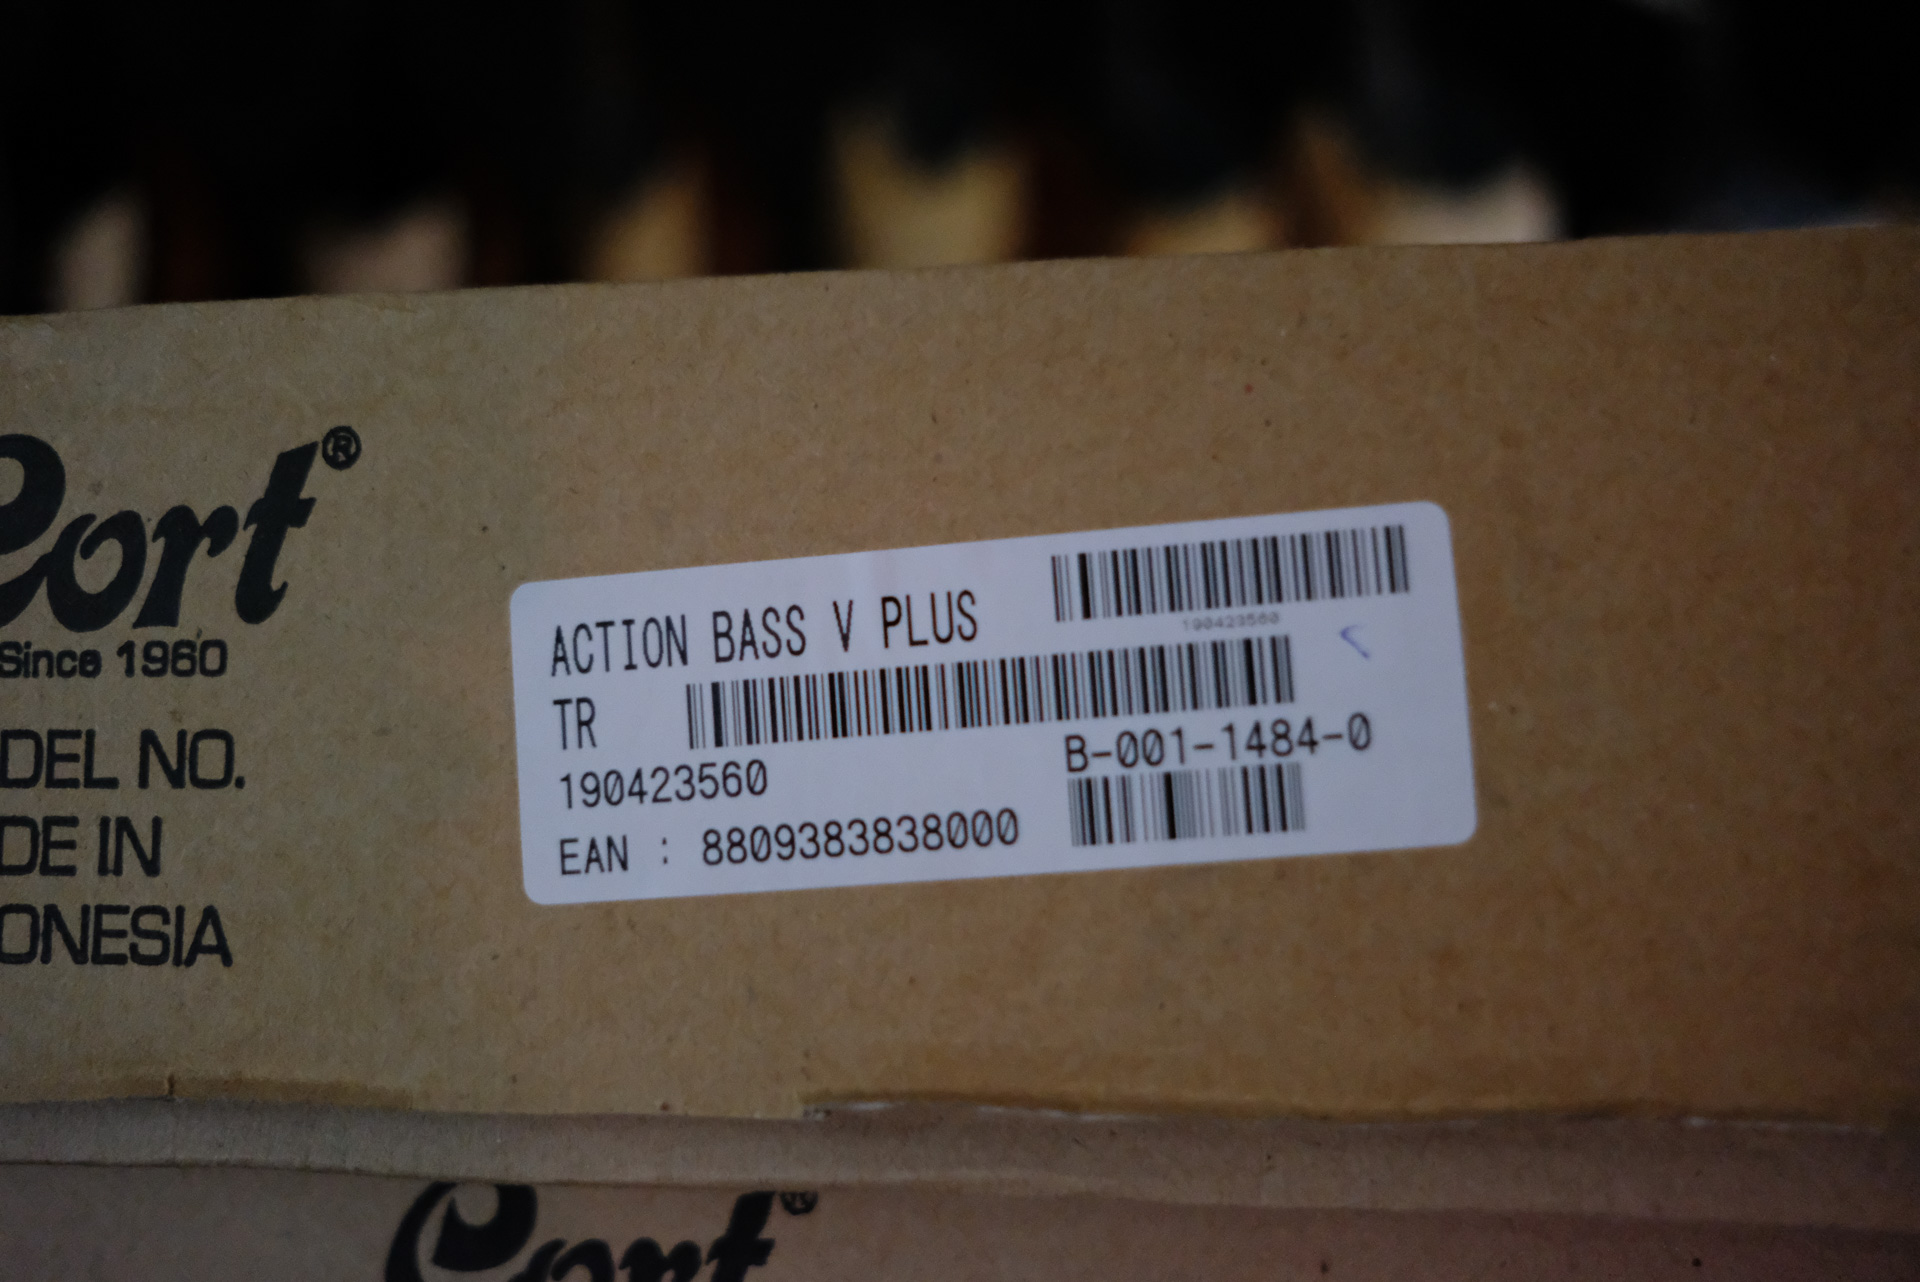 Cort®
Since 1960
DEL NO.
DE IN
ONESIA
ACTION BASS V PLUS
190423560
TR
B-001-1484-0
190423560
EAN : 8809383838000
Cort®